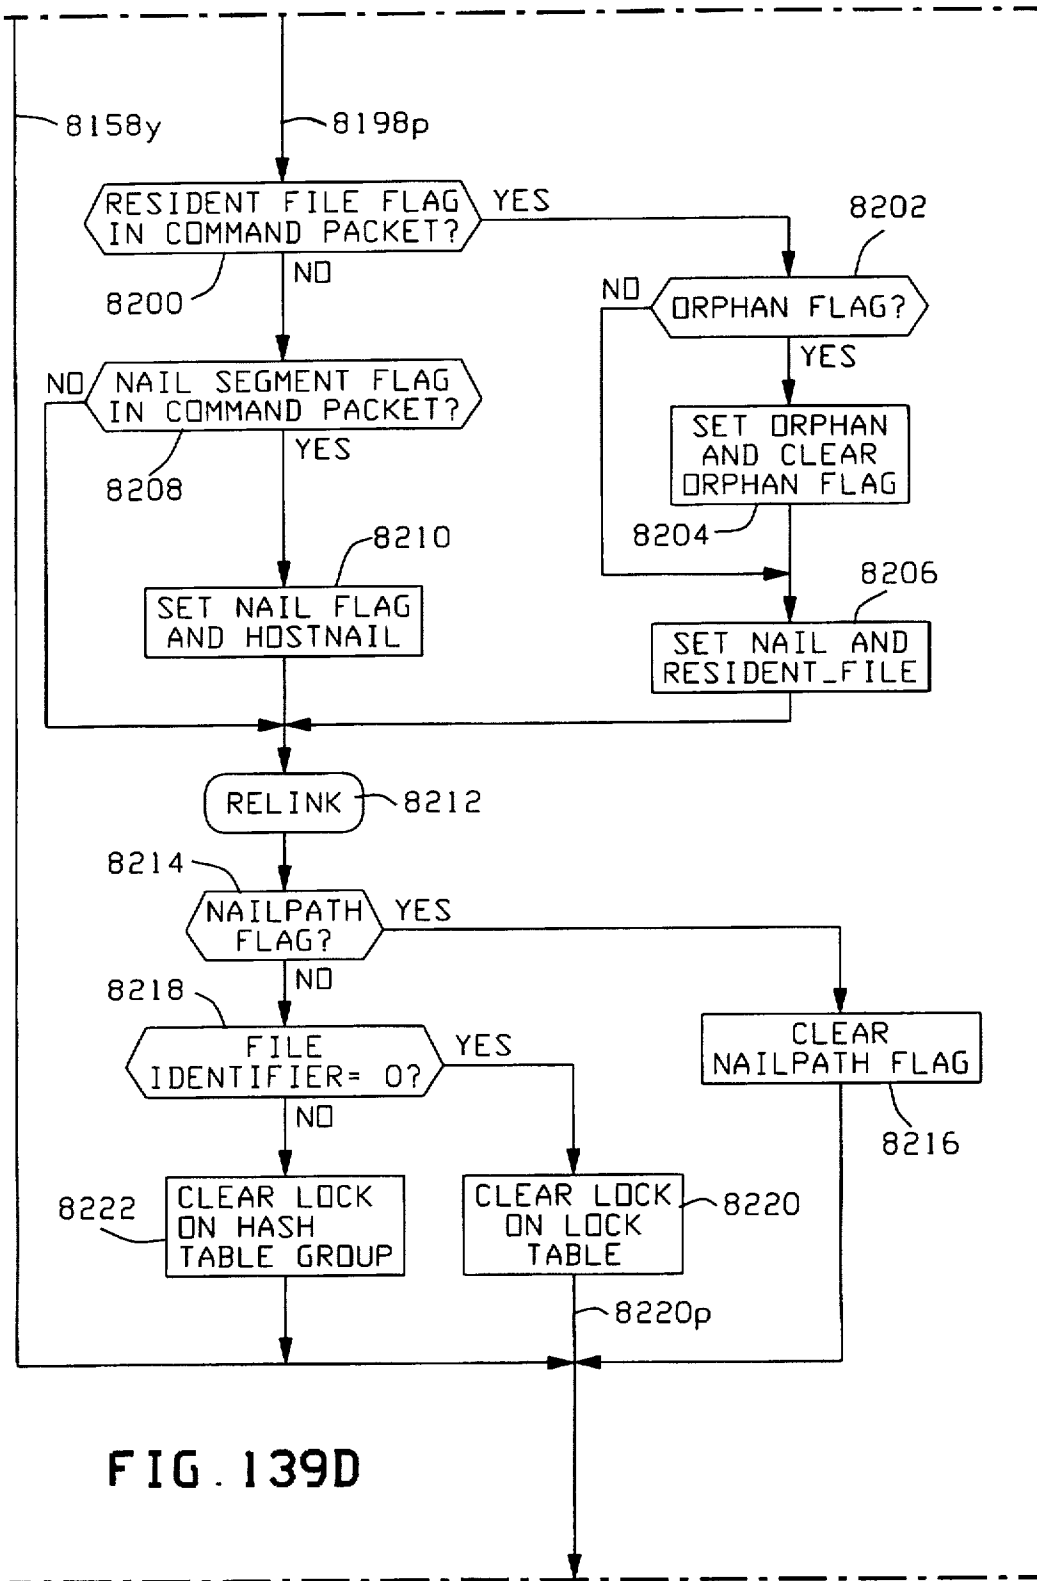 8158y
8198p
RESIDENT FILE FLAG
IN COMMAND PACKET?
YES
NO
8200
8202
NO
ORPHAN FLAG?
YES
NO
NAIL SEGMENT FLAG
IN COMMAND PACKET?
YES
8208
SET ORPHAN
AND CLEAR
ORPHAN FLAG
8204
8210
SET NAIL FLAG
AND HOSTNAIL
8206
SET NAIL AND
RESIDENT_FILE
RELINK
8212
8214
NAILPATH
FLAG?
YES
NO
8218
FILE
IDENTIFIER= 0?
YES
NO
CLEAR
NAILPATH FLAG
8216
8222
CLEAR LOCK
ON HASH
TABLE GROUP
CLEAR LOCK
ON LOCK
TABLE
8220
8220p
FIG. 139D